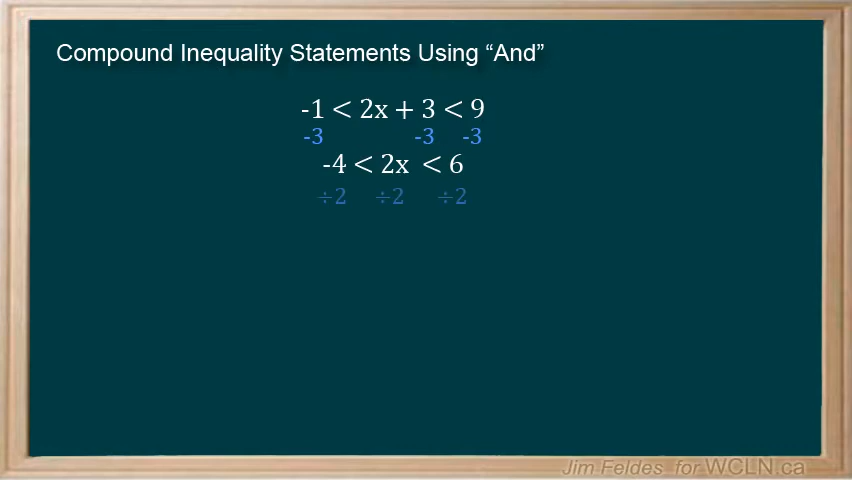 Compound Inequality Statements Using “And”
-1 < 2x + 3 < 9
-3 -3 -3
-4 < 2x < 6
÷2 ÷2 ÷2
Jim Feldes for WCLN.ca